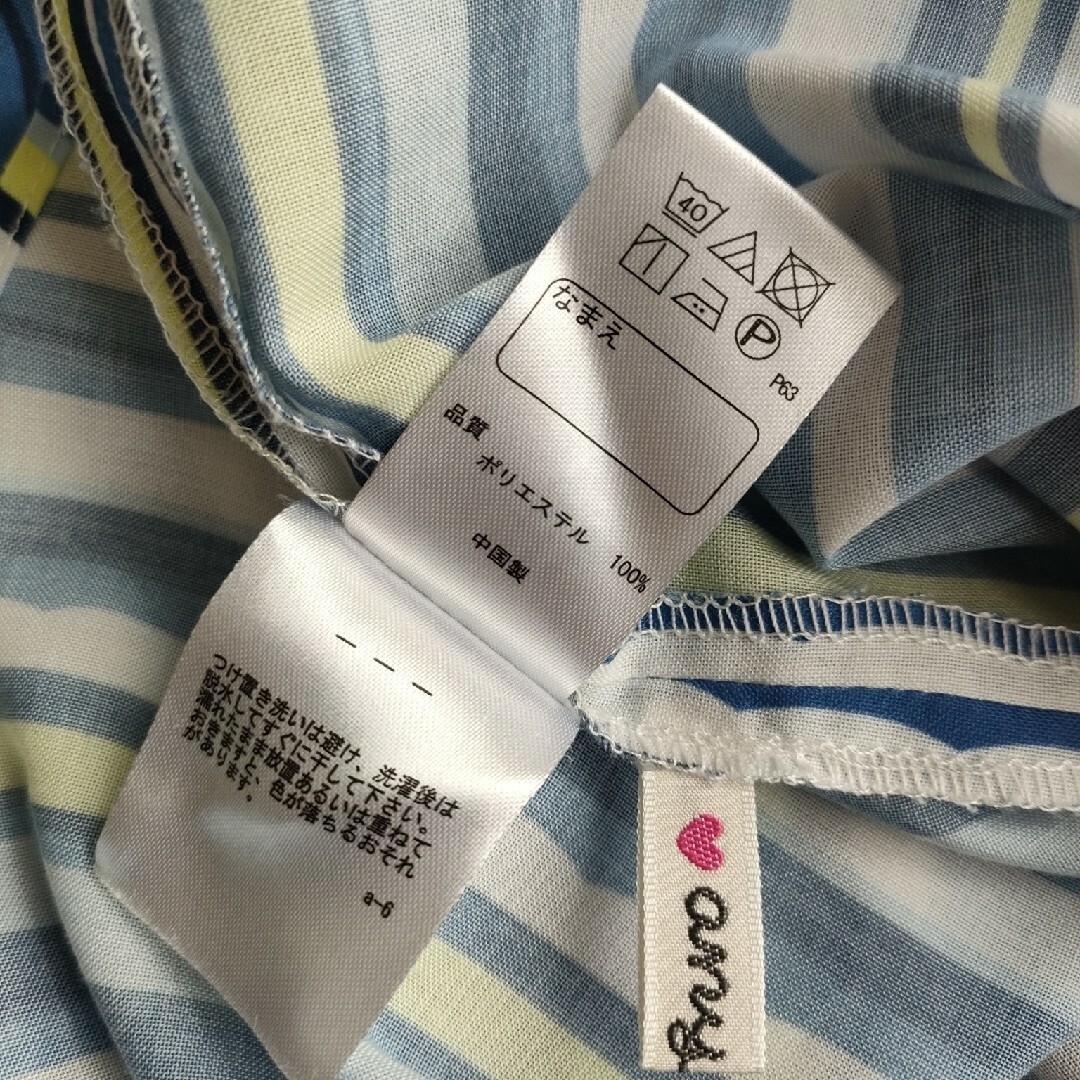 40
P
P63
なまえ
品質
ポリエステル 100%
中国製
つけ置き洗いは避け、洗濯後は
脱水してすぐに干して下さい。
濡れたまま放置あるいは重ねて
おきますと、色が落ちるおそれ
があります。
a-6
any